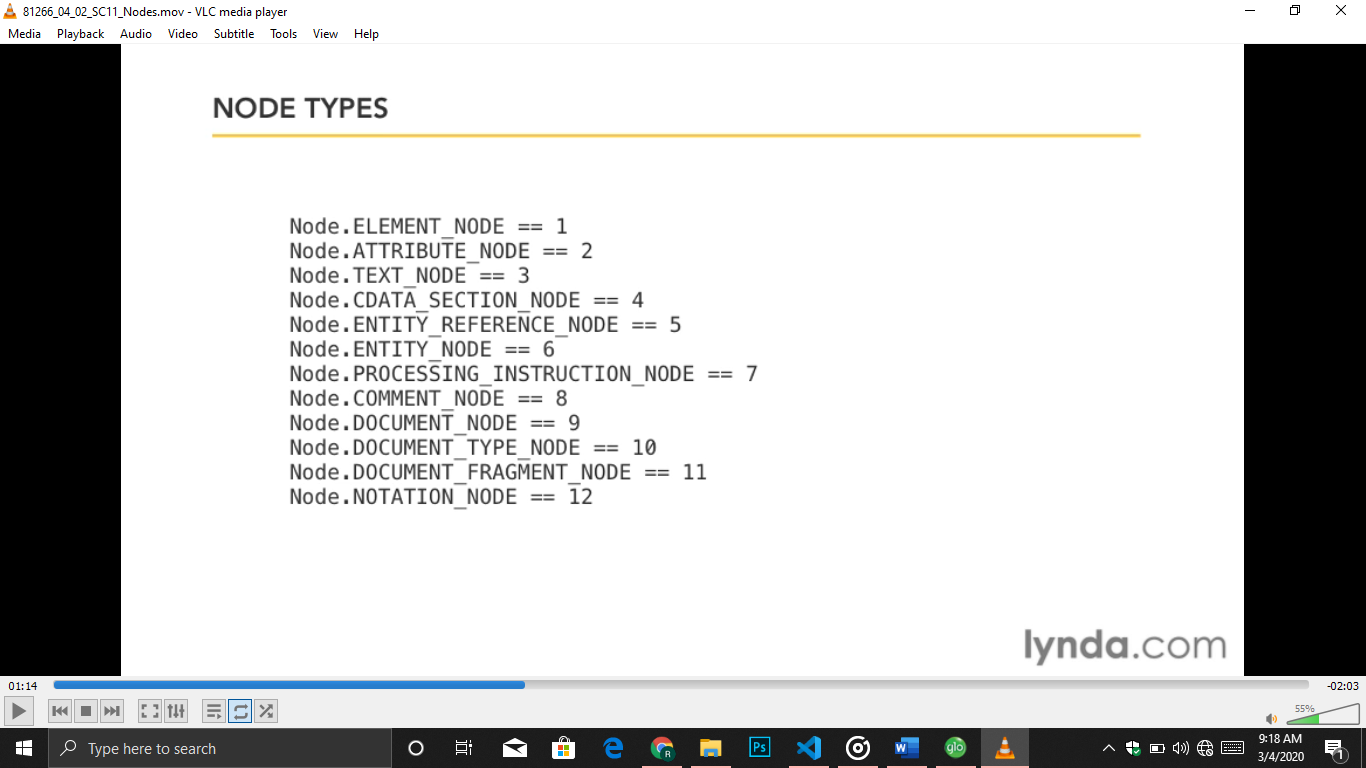 81266_04_02_SC11_Nodes.mov - VLC media player
Media Playback Audio Video Subtitle Tools View Help
NODE TYPES
Node.ELEMENT_NODE == 1
Node.ATTRIBUTE_NODE == 2
Node.TEXT_NODE == 3
Node.CDATA_SECTION_NODE == 4
Node.ENTITY_REFERENCE_NODE == 5
Node.ENTITY_NODE == 6
Node.PROCESSING_INSTRUCTION_NODE == 7
Node.COMMENT_NODE == 8
Node.DOCUMENT_NODE == 9
Node.DOCUMENT_TYPE_NODE == 10
Node.DOCUMENT_FRAGMENT_NODE == 11
Node.NOTATION_NODE == 12
lynda.com
01:14 -02:03
55%
Type here to search
R
Ps
W
glo
9:18 AM
3/4/2020
1